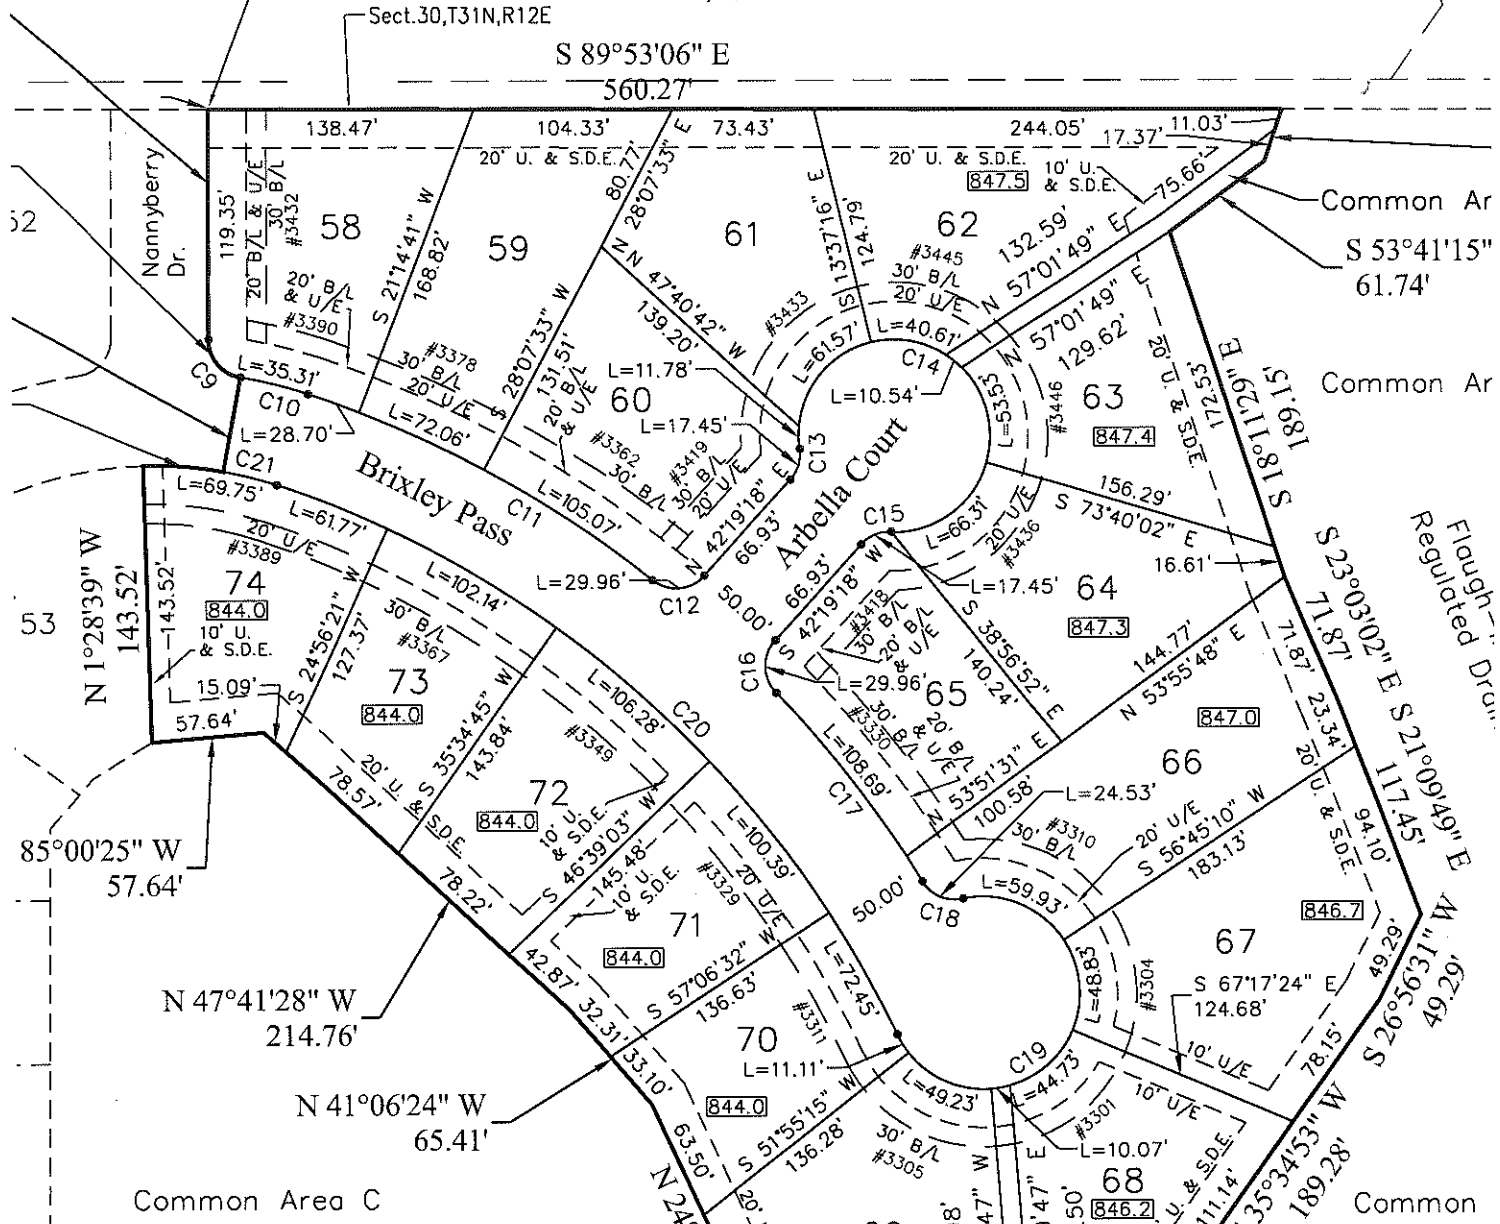 Sect.30,T31N,R12E
S 89°53'06" E
560.27'
138.47'
104.33'
73.43'
244.05'
11.03'
17.37'
20' U. & S.D.E.
20' U. & S.D.E.
847.5
10' U.
& S.D.E.
75.66'
Common Ar
S 53°41'15"
61.74'
Common Ar
52
Nannyberry
Dr.
119.35'
20' B/L & U/E
30' B/L
#3432
58
20' B/L
& U/E
#3390
S 21°14'41" W
168.82'
59
80.77'
N 28°07'33" E
S 28°07'33" W
131.51'
61
N 47°40'42" W
139.20'
S 13°37'16" E
124.79'
62
#3445
30' B/L
20' U/E
132.59'
N 57°01'49" E
N 57°01'49" E
129.62'
#3433
L=61.57'
L=40.61'
C14
L=10.54'
L=53.53'
#3446
63
847.4
20' U. & S.D.E.
172.53'
S 18°11'29" E
189.15'
C9
L=35.31'
C10
L=28.70'
#3378
30' B/L
20' U/E
L=72.06'
20' B/L
& U/E
60
L=11.78'
L=17.45'
C13
#3362
30' B/L
#3419
30' B/L
20' U/E
N 42°19'18" E
66.93'
Arbella Court
C21
L=69.75'
L=61.77'
Brixley Pass
C11
L=105.07'
L=29.96'
C12
50.00'
C15
66.93'
S 42°19'18" W
L=66.31'
20' U/E
#3436
156.29'
S 73°40'02" E
16.61'
L=17.45'
64
847.3
Flaugh-
Regulated Drain
S 23°03'02" E
71.87'
N 1°28'39" W
143.52'
143.52'
53
20' U/E
#3389
74
844.0
10' U.
& S.D.E.
S 24°56'21" W
127.37'
15.09'
57.64'
L=102.14'
30' B/L
#3367
73
844.0
S 35°34'45" W
143.84'
#3418
30' B/L
20' B/L
& U/E
C16
L=29.96'
65
S 38°56'52" E
140.24'
144.77'
N 53°55'48" E
71.87'
23.34'
L=106.28'
C20
#3349
#3330
30' B/L
20' B/L
& U/E
847.0
66
S 21°09'49" E
117.45'
94.10'
85°00'25" W
57.64'
20' U. & S.D.E.
78.57'
72
844.0
10' U.
& S.D.E.
S 46°39'03" W
145.48'
10' U.
& S.D.E.
L=108.69'
C17
N 53°51'31" E
100.58'
L=24.53'
#3310
30' B/L
20' U/E
S 56°45'10" W
183.13'
20' U. & S.D.E.
78.22'
L=100.39'
20' U/E
#3329
50.00'
C18
L=59.93'
846.7
67
49.29'
S 26°56'31" W
49.29'
N 47°41'28" W
214.76'
42.87'
71
844.0
S 57°06'32" W
136.63'
L=72.45'
L=48.83'
#3304
S 67°17'24" E
124.68'
10' U/E
78.15'
32.31'
33.10'
70
#3311
L=11.11'
C19
L=44.73'
N 41°06'24" W
65.41'
844.0
L=49.23'
S 51°55'15" W
136.28'
30' B/L
#3305
#3301
10' U/E
L=10.07'
68
846.2
63.50'
35°34'53" W
189.28'
111.14'
Common Area C
Common